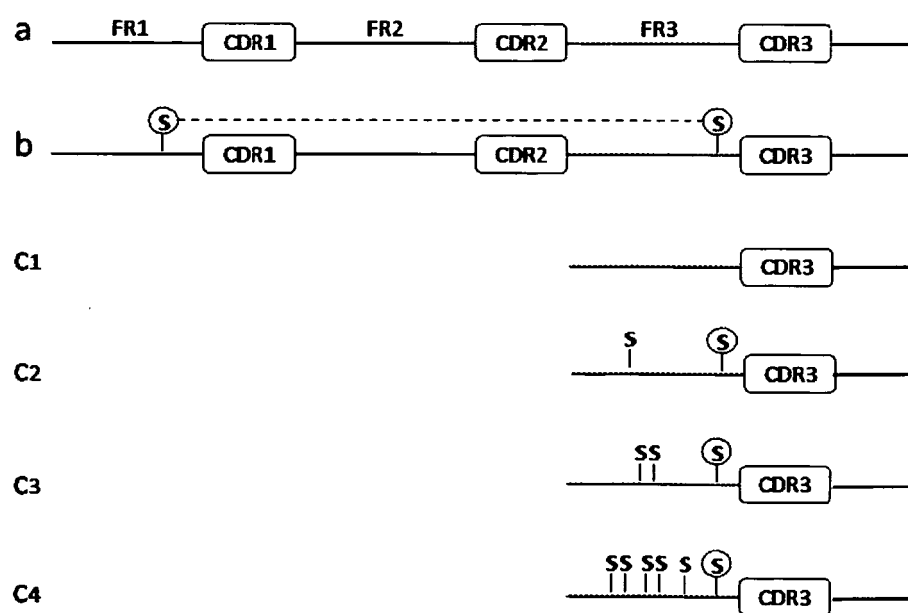 a FR1 CDR1 FR2 CDR2 FR3 CDR3
S S
b CDR1 CDR2 CDR3
C1 CDR3
S S
C2 CDR3
SS S
C3 CDR3
SS SS S S
C4 CDR3